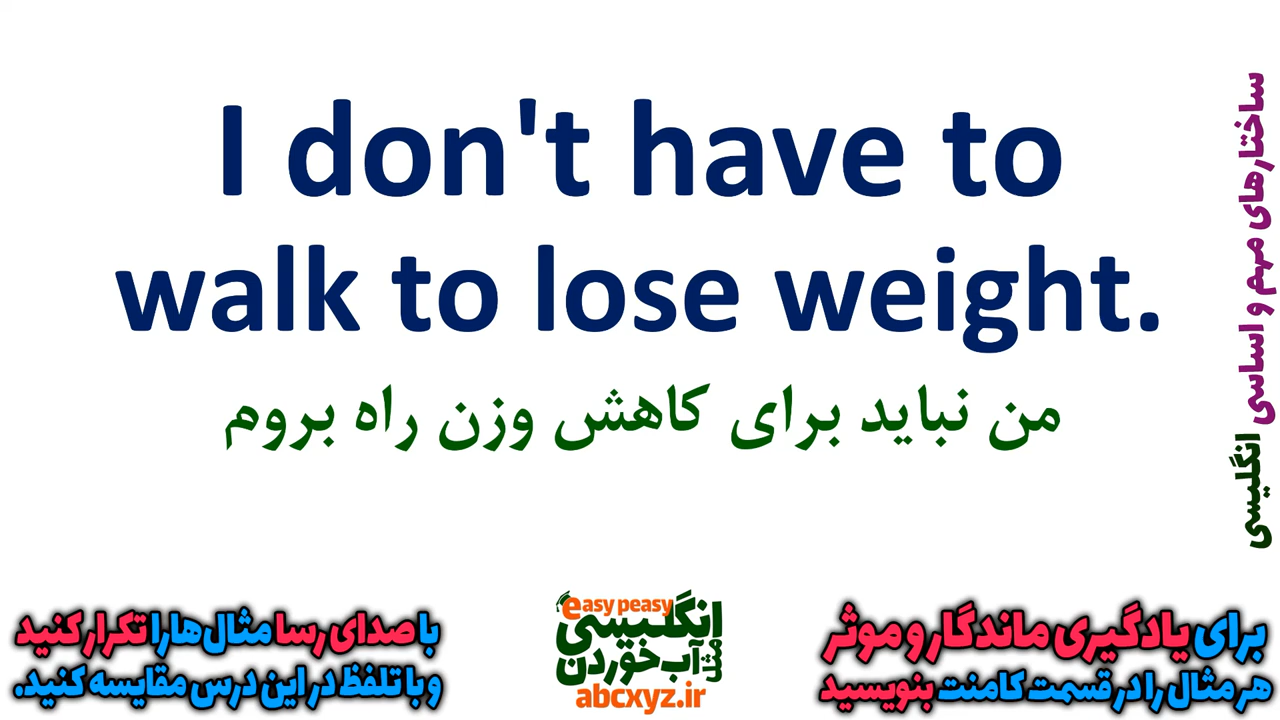 I don't have to
walk to lose weight.
من نباید برای کاهش وزن راه بروم
ساختارهای مهم و اساسی انگلیسی
برای یادگیری ماندگار و موثر
هر مثال را در قسمت کامنت بنویسید
easy peasy
انگلیسی
مثل آب خوردن
abcxyz.ir
با صدای رسا مثال‌ها را تکرار کنید
و با تلفظ در این درس مقایسه کنید.